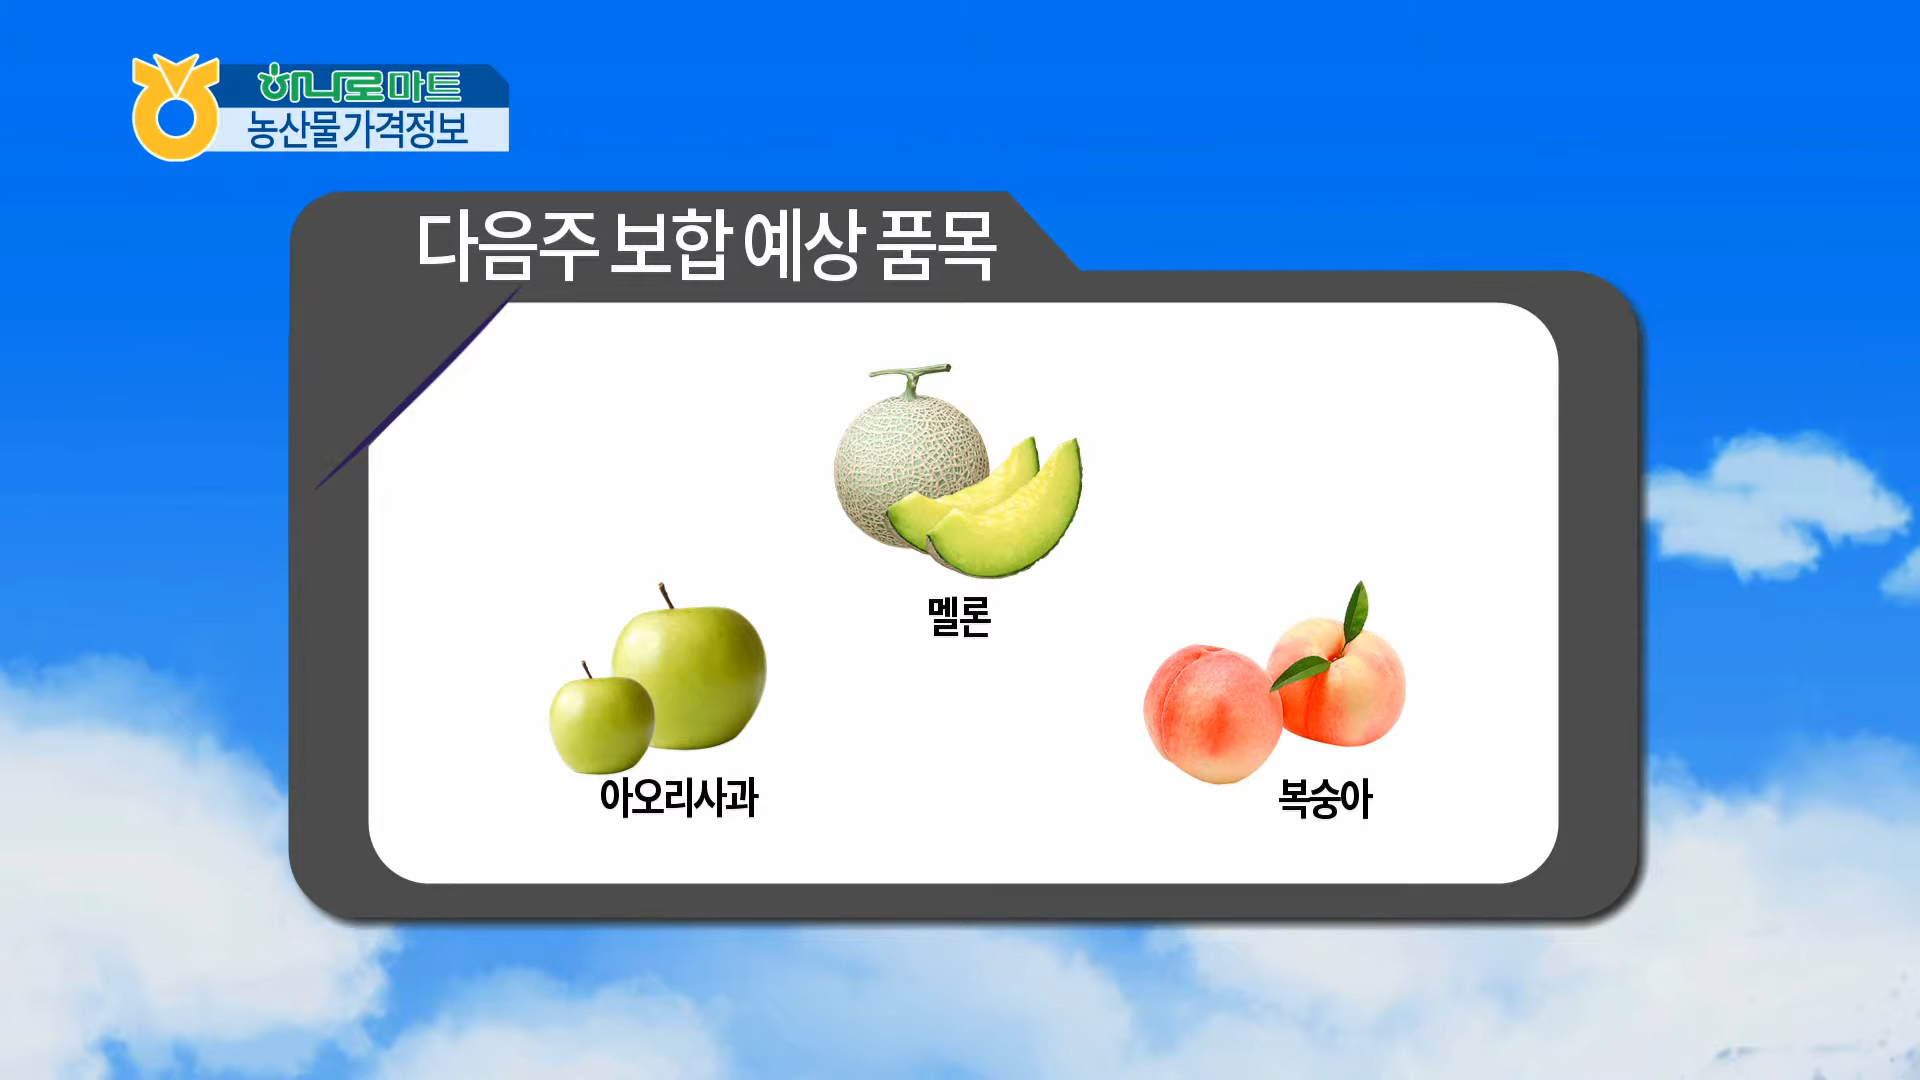 하나로마트
농산물가격정보
다음주 보합 예상 품목
멜론
아오리사과
복숭아